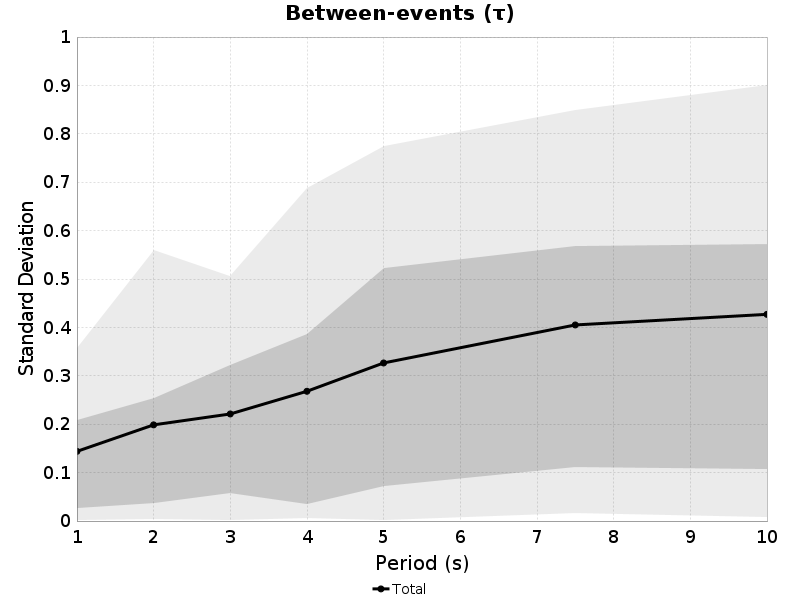 Between-events (τ)
1
0.9
0.8
0.7
0.6
0.5
0.4
0.3
0.2
0.1
0
Standard Deviation
1 2 3 4 5 6 7 8 9 10
Period (s)
Total